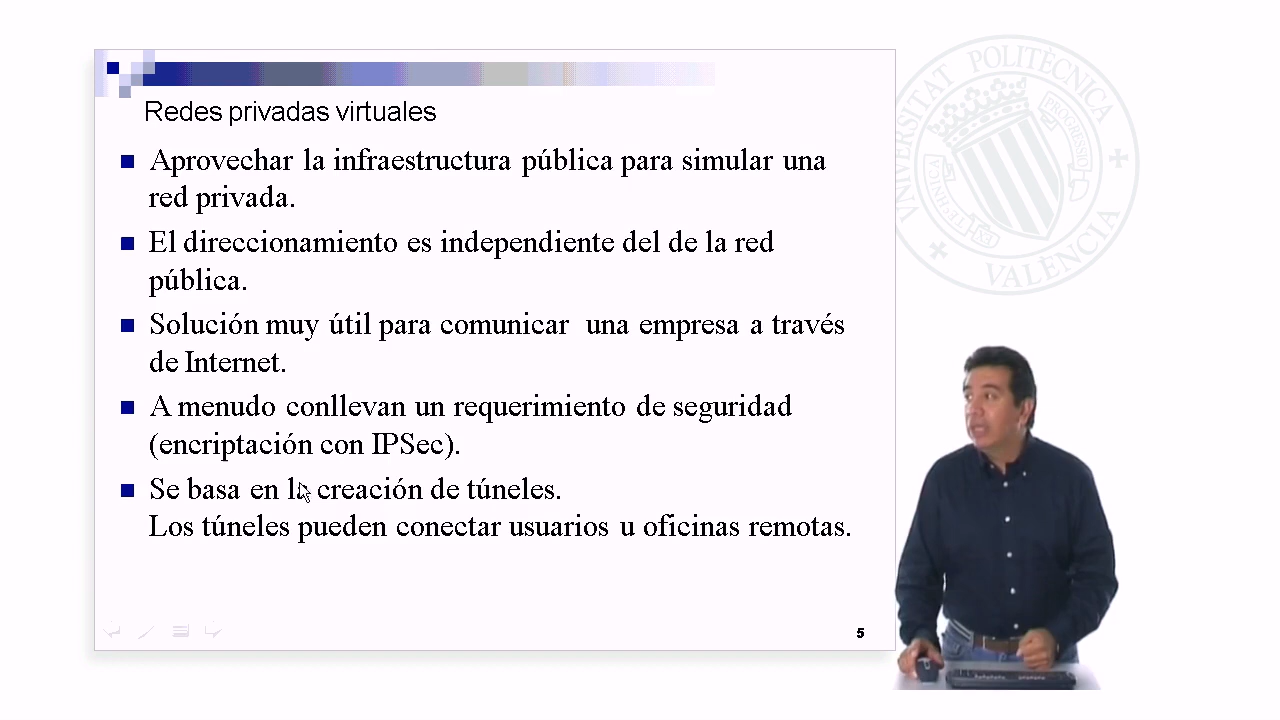 UNIVERSITAT POLITÈCNICA
VALÈNCIA
Redes privadas virtuales
Aprovechar la infraestructura pública para simular una
red privada.
El direccionamiento es independiente del de la red
pública.
Solución muy útil para comunicar una empresa a través
de Internet.
A menudo conllevan un requerimiento de seguridad
(encriptación con IPSec).
Se basa en la creación de túneles.
Los túneles pueden conectar usuarios u oficinas remotas.
5